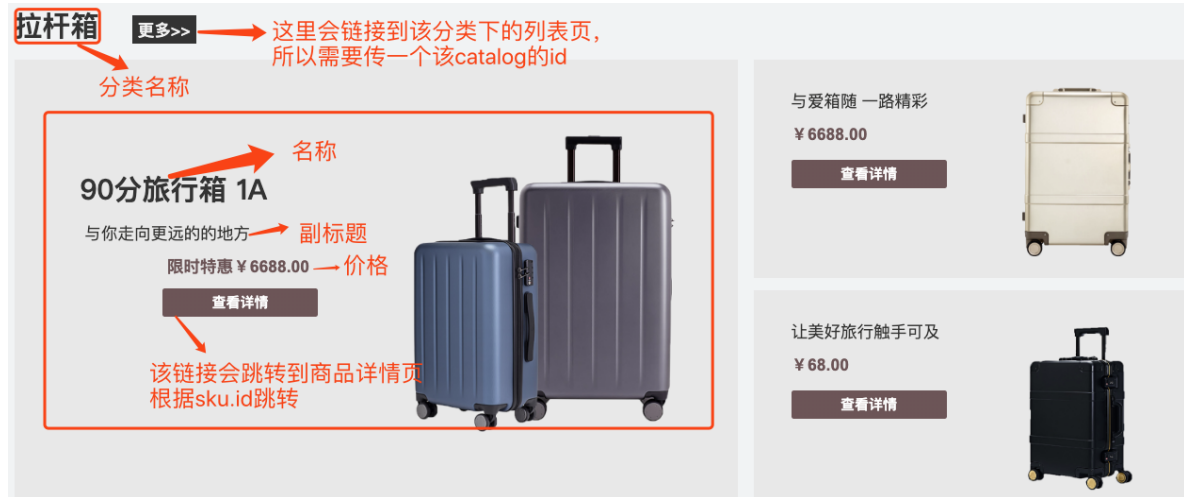 拉杆箱
更多>>
这里会链接到该分类下的列表页，
所以需要传一个该catalog的id
分类名称
名称
90分旅行箱 1A
与你走向更远的的地方
副标题
限时特惠￥6688.00
价格
查看详情
该链接会跳转到商品详情页
根据sku.id跳转
与爱箱随 一路精彩
￥6688.00
查看详情
让美好旅行触手可及
￥68.00
查看详情